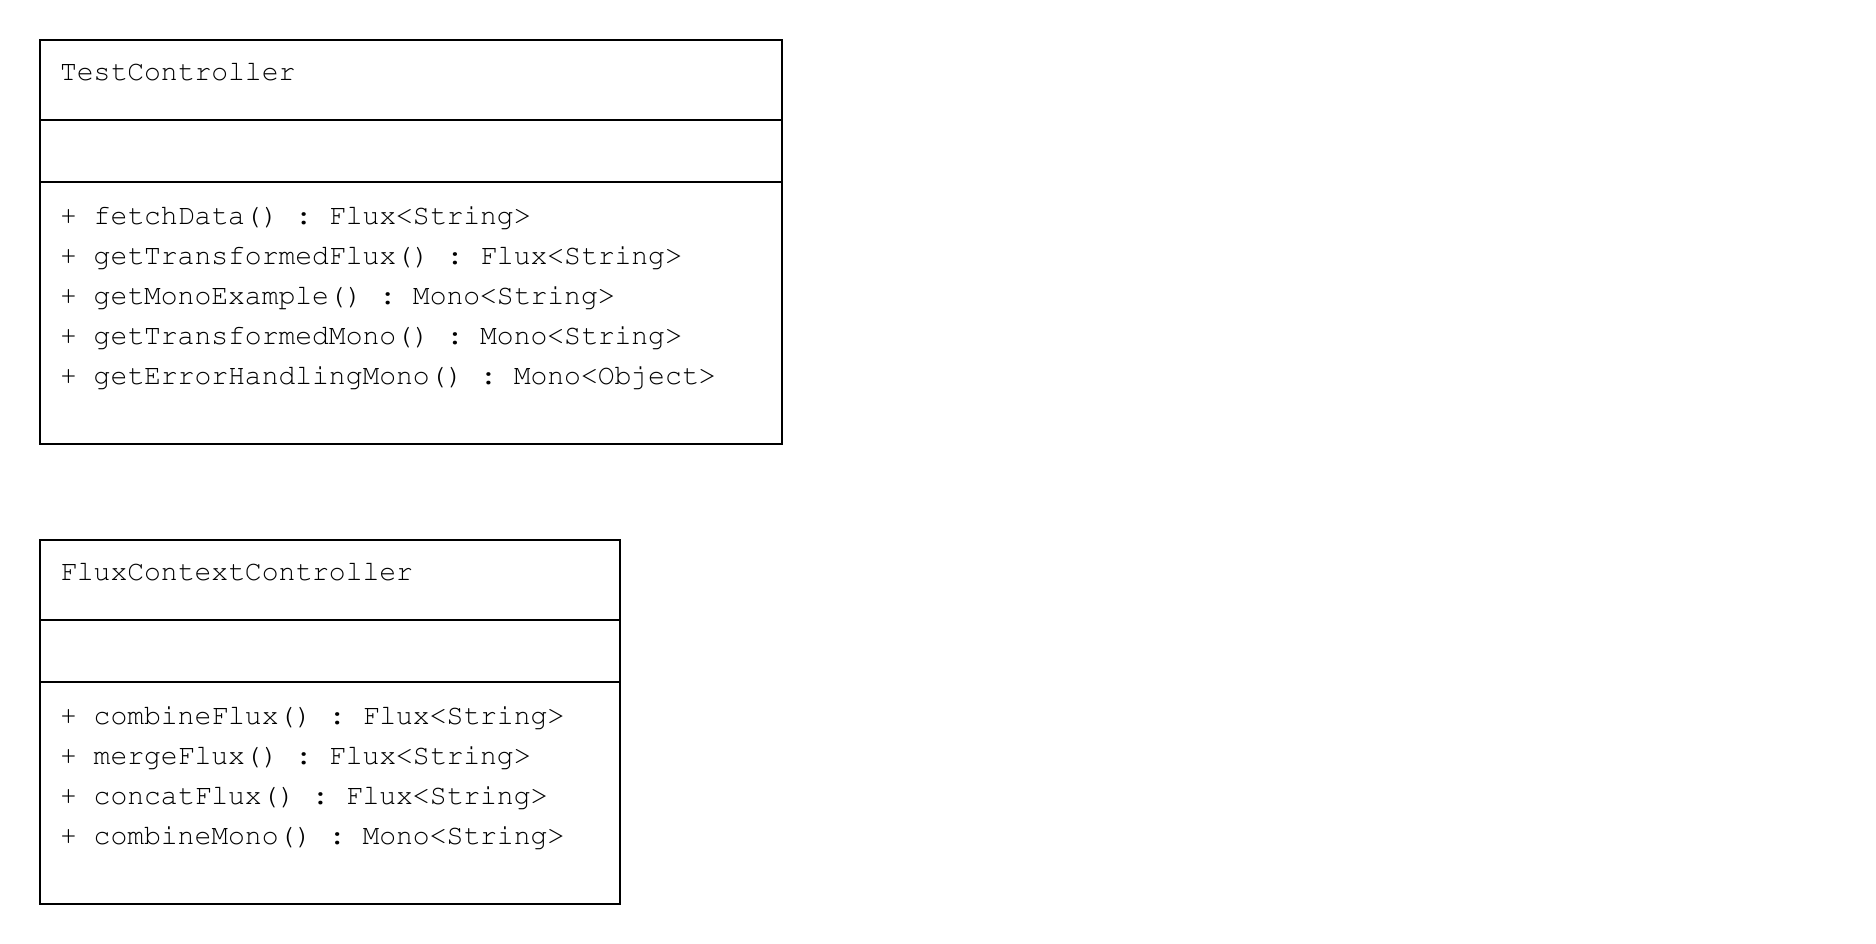 TestController
+ fetchData() : Flux<String>
+ getTransformedFlux() : Flux<String>
+ getMonoExample() : Mono<String>
+ getTransformedMono() : Mono<String>
+ getErrorHandlingMono() : Mono<Object>
FluxContextController
+ combineFlux() : Flux<String>
+ mergeFlux() : Flux<String>
+ concatFlux() : Flux<String>
+ combineMono() : Mono<String>